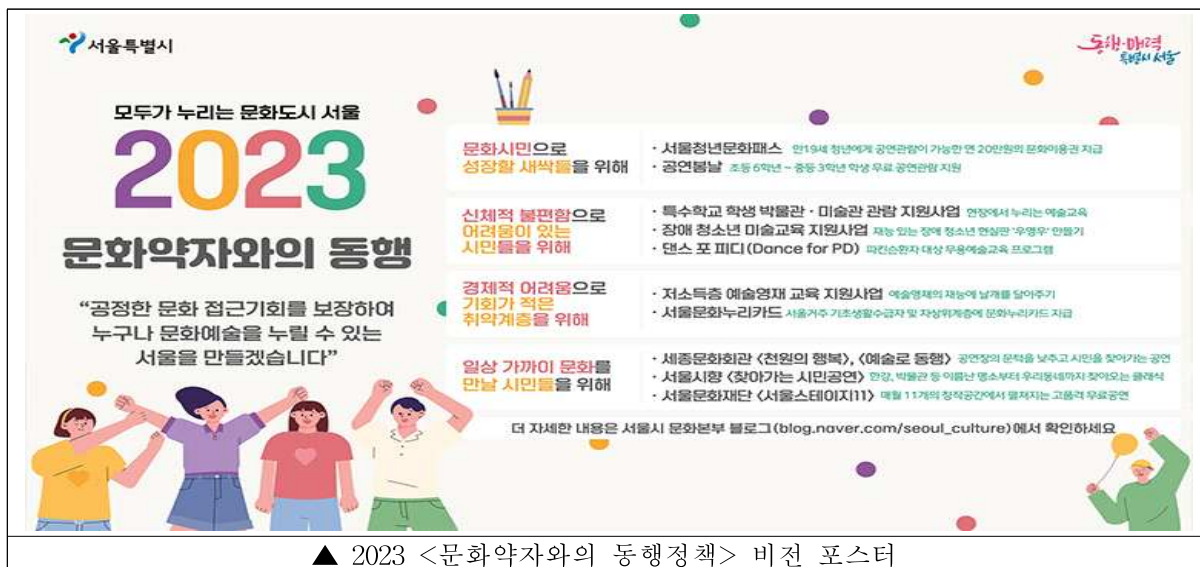 서울특별시
동행·매력
특별시 서울
모두가 누리는 문화도시 서울
2023
문화약자와의 동행
“공정한 문화 접근기회를 보장하여
누구나 문화예술을 누릴 수 있는
서울을 만들겠습니다”
문화시민으로
성장할 새싹들을 위해
· 서울청년문화패스 만19세 청년에게 공연관람이 가능한 연 20만원의 문화이용권 지급
· 공연봄날 초등 6학년 ~ 중등 3학년 학생 무료 공연관람 지원
신체적 불편함으로
어려움이 있는
시민들을 위해
· 특수학교 학생 박물관 · 미술관 관람 지원사업 현장에서 누리는 예술교육
· 장애 청소년 미술교육 지원사업 재능 있는 장애 청소년 현실판 '우영우' 만들기
· 댄스 포 피디(Dance for PD) 파킨슨환자 대상 무용예술교육 프로그램
경제적 어려움으로
기회가 적은
취약계층을 위해
· 저소득층 예술영재 교육 지원사업 예술영재의 재능에 날개를 달아주기
· 서울문화누리카드 서울거주 기초생활수급자 및 차상위계층에 문화누리카드 지급
일상 가까이 문화를
만날 시민들을 위해
· 세종문화회관 〈천원의 행복〉, 〈예술로 동행〉 공연장의 문턱을 낮추고 시민을 찾아가는 공연
· 서울시향 〈찾아가는 시민공연〉 한강, 박물관 등 이름난 명소부터 우리동네까지 찾아오는 클래식
· 서울문화재단 〈서울스테이지11〉 매월 11개의 창작공간에서 펼쳐지는 고품격 무료공연
더 자세한 내용은 서울시 문화본부 블로그(blog.naver.com/seoul_culture)에서 확인하세요
▲ 2023 <문화약자와의 동행정책> 비전 포스터